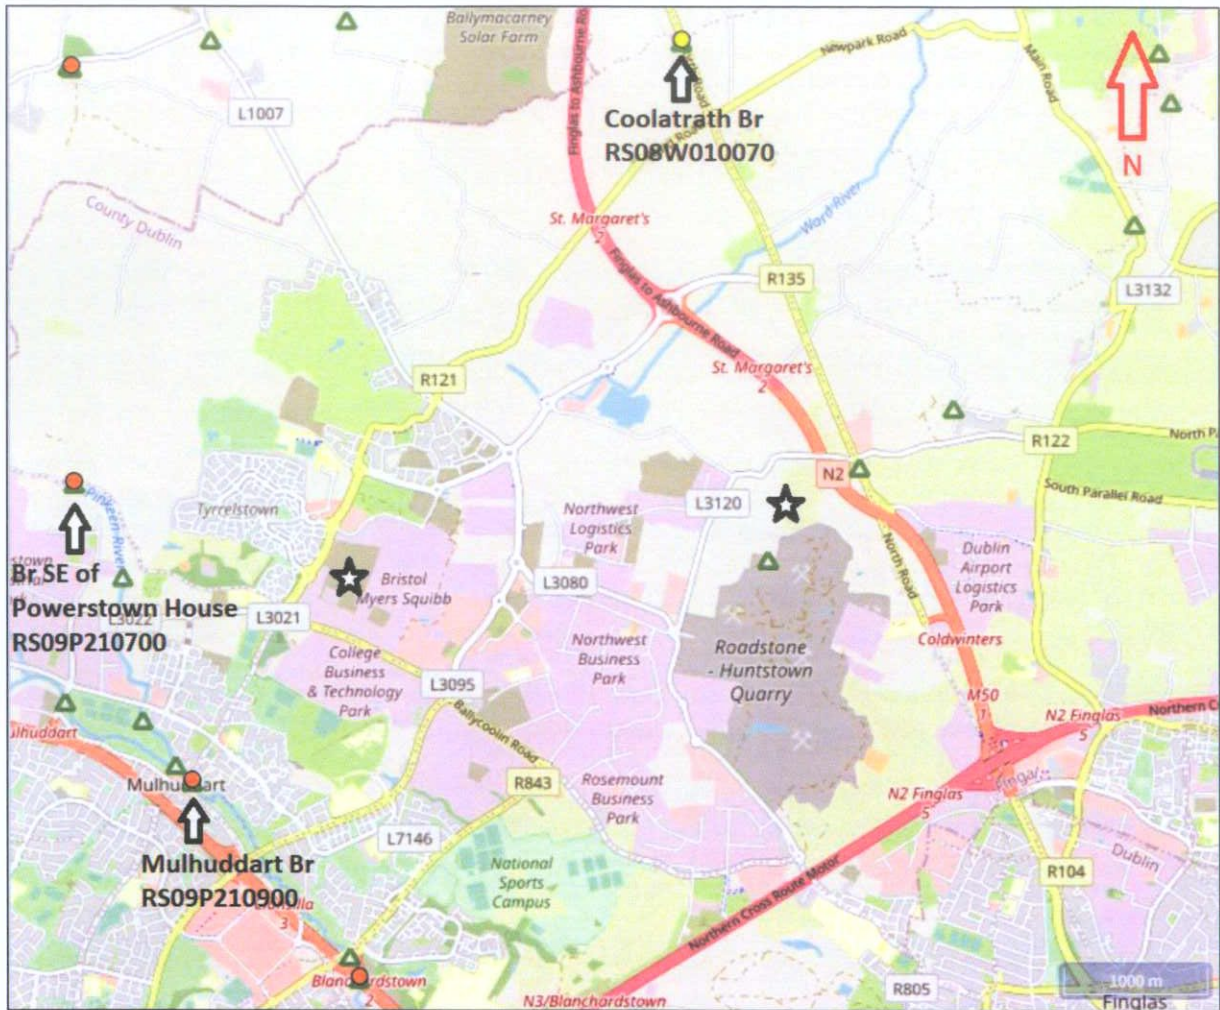 Ballymacarney
Solar Farm
Finglas to Ashbourne Ro
Newpark Road
Main Road
L1007
Coolatrath Br
RS08W010070
N
County Dublin
St. Margaret's
2
Ward River
Finglas to Ashbourne Road
R135
L3132
St. Margaret's
2
R121
R122
North P
N2
South Parallel Road
Pinkeen River
Tyrrelstown
Northwest
Logistics
Park
L3120
North Road
Dublin
Airport
Logistics
Park
Br SE of
Powerstown House
RS09P210700
L3022
L3021
Bristol
Myers Squibb
L3080
Coldwinters
College
Business
& Technology
Park
Northwest
Business
Park
Roadstone
- Huntstown
Quarry
L3095
M50
1
Ballycoolin Road
N2 Finglas
5
Northern C
Mulhuddart
R843
Rosemount
Business
Park
N2 Finglas
5
Mulhuddart Br
RS09P210900
L7146
National
Sports
Campus
Northern Cross Route Motor
Dublin
R104
3
Blanchardstown
2
N3/Blanchardstown
R805
1000 m
Finglas